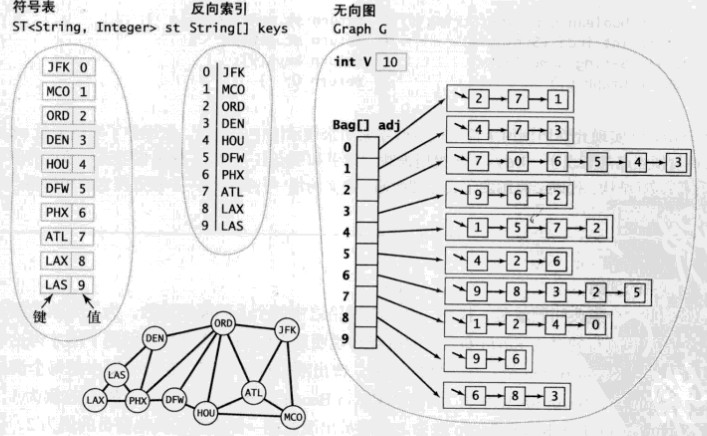 符号表
ST<String, Integer> st
JFK 0
MCO 1
ORD 2
DEN 3
HOU 4
DFW 5
PHX 6
ATL 7
LAX 8
LAS 9
键 值
反向索引
String[] keys
0 JFK
1 MCO
2 ORD
3 DEN
4 HOU
5 DFW
6 PHX
7 ATL
8 LAX
9 LAS
无向图
Graph G
int V 10
Bag[] adj
0 2 7 1
1 4 7 3
2 7 0 6 5 4 3
3 9 6 2
4 1 5 7 2
5 4 2 6
6 9 8 3 2 5
7 1 2 4 0
8 9 6
9 6 8 3
ORD
JFK
DEN
LAS
ATL
LAX
PHX
DFW
HOU
MCO